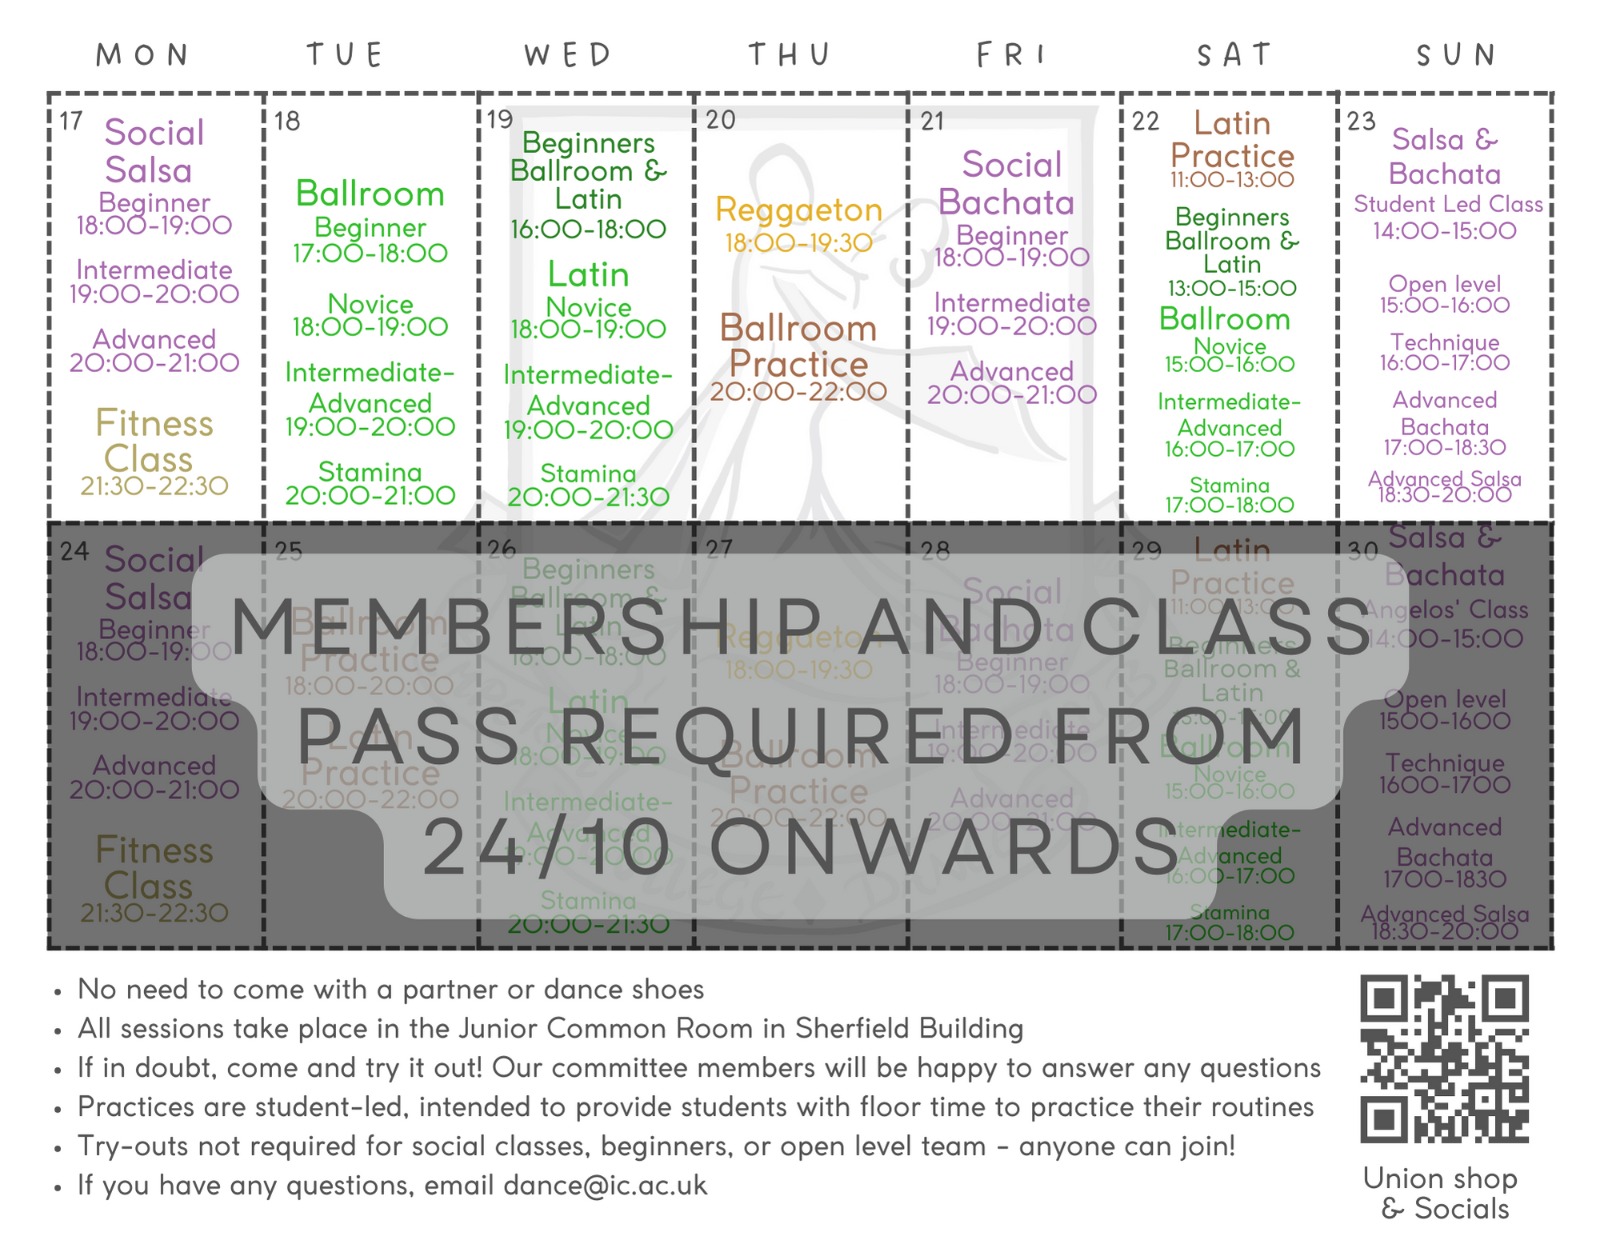 MON TUE WED THU FRI SAT SUN
17
Social
Salsa
Beginner
18:00-19:00
Intermediate
19:00-20:00
Advanced
20:00-21:00
Fitness
Class
21:30-22:30
18
Ballroom
Beginner
17:00-18:00
Novice
18:00-19:00
Intermediate-
Advanced
19:00-20:00
Stamina
20:00-21:00
19
Beginners
Ballroom &
Latin
16:00-18:00
Latin
Novice
18:00-19:00
Intermediate-
Advanced
19:00-20:00
Stamina
20:00-21:30
20
Reggaeton
18:00-19:30
Ballroom
Practice
20:00-22:00
21
Social
Bachata
Beginner
18:00-19:00
Intermediate
19:00-20:00
Advanced
20:00-21:00
22
Latin
Practice
11:00-13:00
Beginners
Ballroom &
Latin
13:00-15:00
Ballroom
Novice
15:00-16:00
Intermediate-
Advanced
16:00-17:00
Stamina
17:00-18:00
23
Salsa &
Bachata
Student Led Class
14:00-15:00
Open level
15:00-16:00
Technique
16:00-17:00
Advanced
Bachata
17:00-18:30
Advanced Salsa
18:30-20:00
24
Social
Salsa
Beginner
18:00-19:00
Intermediate
19:00-20:00
Advanced
20:00-21:00
Fitness
Class
21:30-22:30
25
Ballroom
Practice
18:00-20:00
Latin
Practice
20:00-22:00
26
Beginners
Ballroom &
Latin
16:00-18:00
Latin
Novice
18:00-19:00
Intermediate-
Advanced
19:00-20:00
Stamina
20:00-21:30
27
Reggaeton
18:00-19:30
Ballroom
Practice
20:00-22:00
28
Social
Bachata
Beginner
18:00-19:00
Intermediate
19:00-20:00
Advanced
20:00-21:00
29
Latin
Practice
11:00-13:00
Beginners
Ballroom &
Latin
13:00-15:00
Ballroom
Novice
15:00-16:00
Intermediate-
Advanced
16:00-17:00
Stamina
17:00-18:00
30
Salsa &
Bachata
Angelos' Class
14:00-15:00
Open level
1500-1600
Technique
1600-1700
Advanced
Bachata
1700-1830
Advanced Salsa
18:30-20:00
MEMBERSHIP AND CLASS
PASS REQUIRED FROM
24/10 ONWARDS
• No need to come with a partner or dance shoes
• All sessions take place in the Junior Common Room in Sherfield Building
• If in doubt, come and try it out! Our committee members will be happy to answer any questions
• Practices are student-led, intended to provide students with floor time to practice their routines
• Try-outs not required for social classes, beginners, or open level team - anyone can join!
• If you have any questions, email dance@ic.ac.uk
Union shop
& Socials